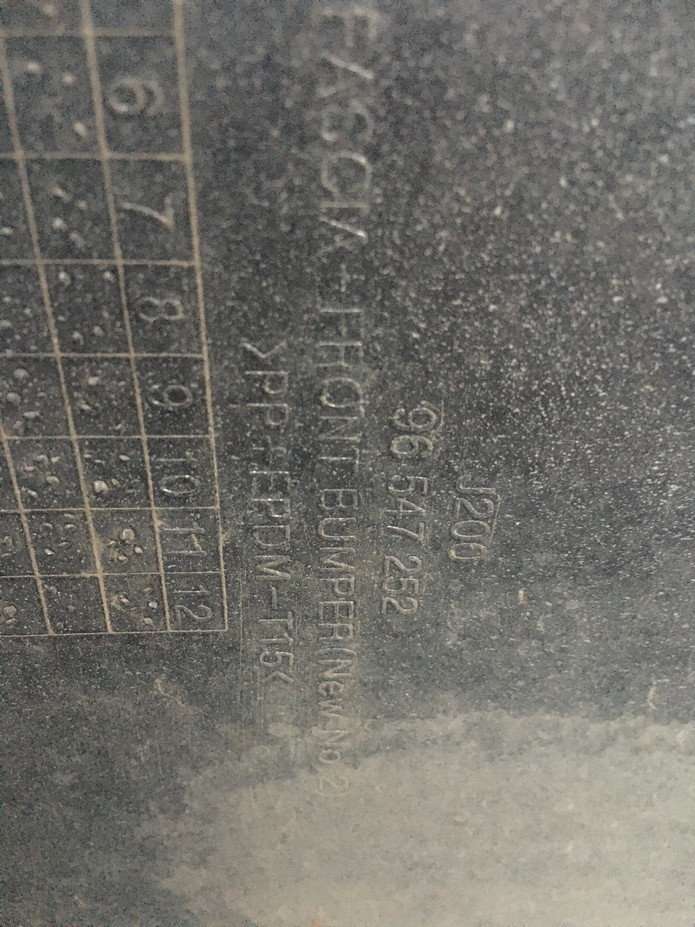 J200
96 547 252
FASCIA-FRONT BUMPER(New No.2)
>PP+EPDM-T15<
6 7 8 9 10 11 12